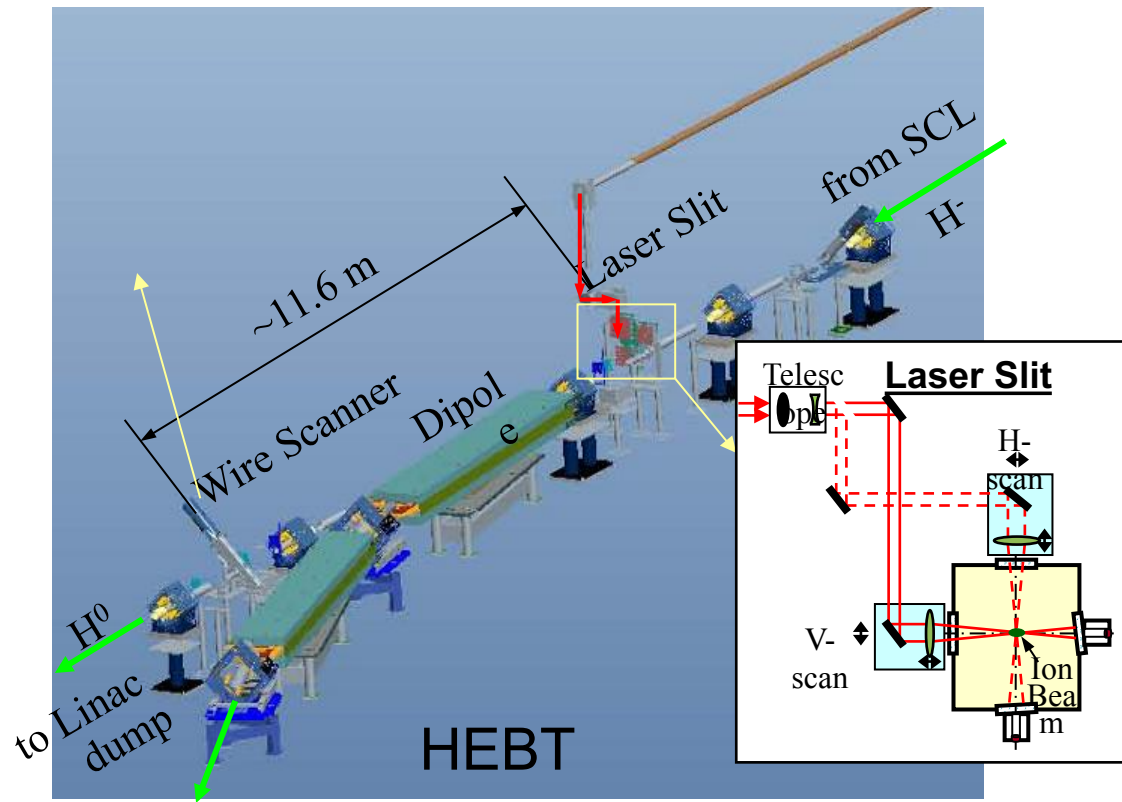 from SCL
H-
Laser Slit
~11.6 m
Wire Scanner
Dipol
e
H0
to Linac
dump
HEBT
Laser Slit
Telesc
ope
H-
scan
V-
scan
Ion
Bea
m